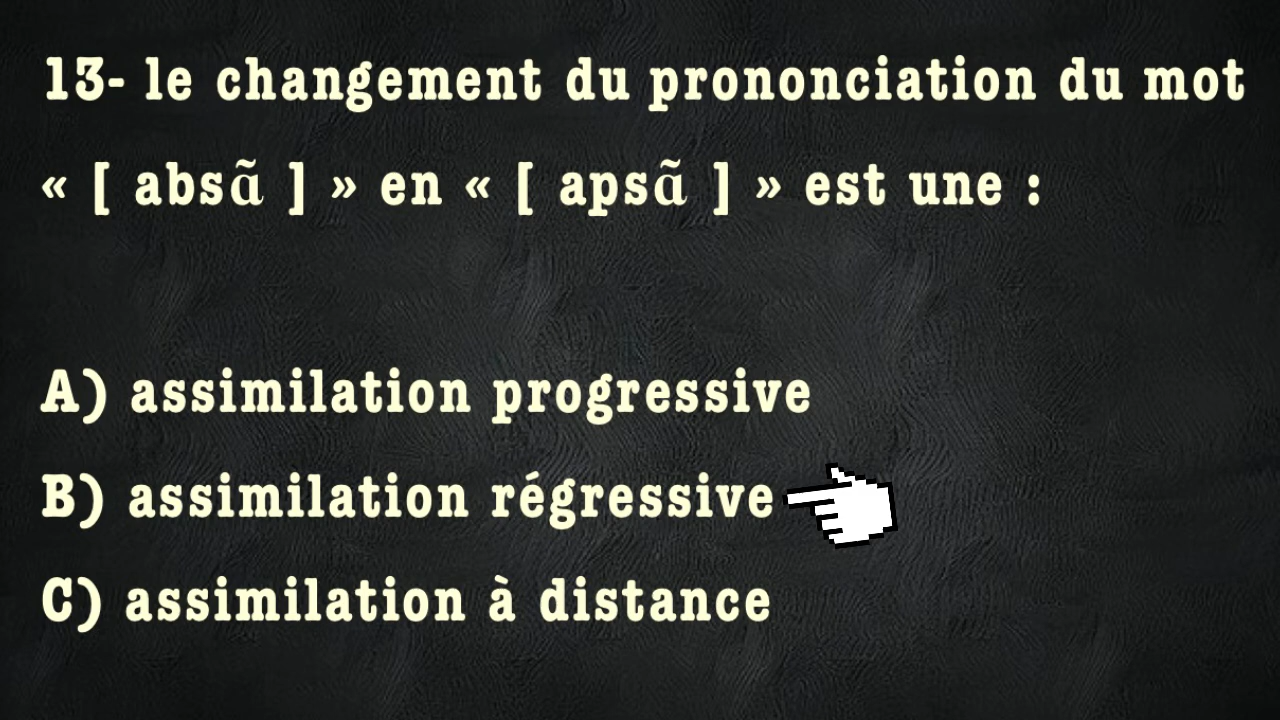 13- le changement du prononciation du mot
« [ absɑ̃ ] » en « [ apsɑ̃ ] » est une :
A) assimilation progressive
B) assimilation régressive
C) assimilation à distance